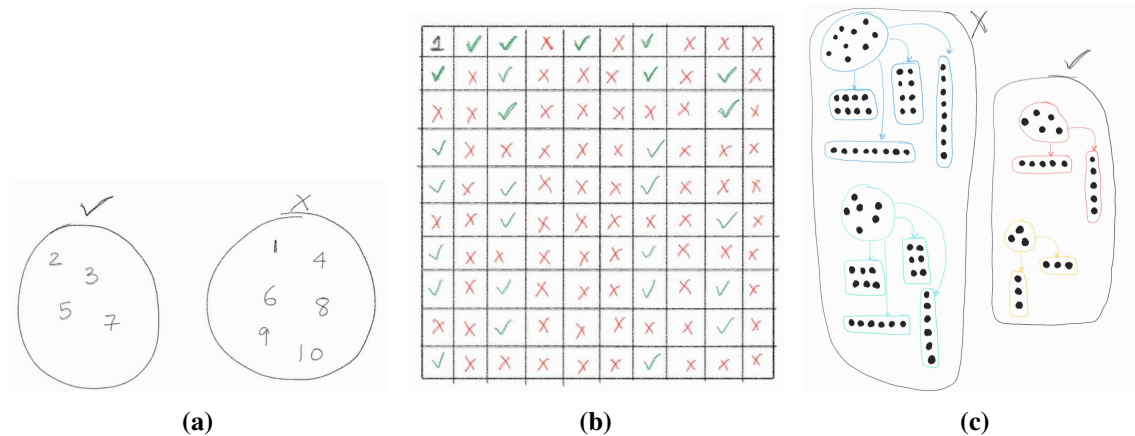 ✓
2
3
5
7
X
1
4
6
8
9
10
(a)
1 ✓ ✓ X ✓ X ✓ X X X
✓ X ✓ X X X ✓ X ✓ X
X X ✓ X X X X X ✓ X
✓ X X X X X ✓ X X X
✓ X ✓ X X X ✓ X X X
X X ✓ X X X X X ✓ X
✓ X X X X X ✓ X X X
✓ X ✓ X X X ✓ X ✓ X
X X ✓ X X X X X ✓ X
✓ X X X X X ✓ X X X
(b)
X
✓
(c)